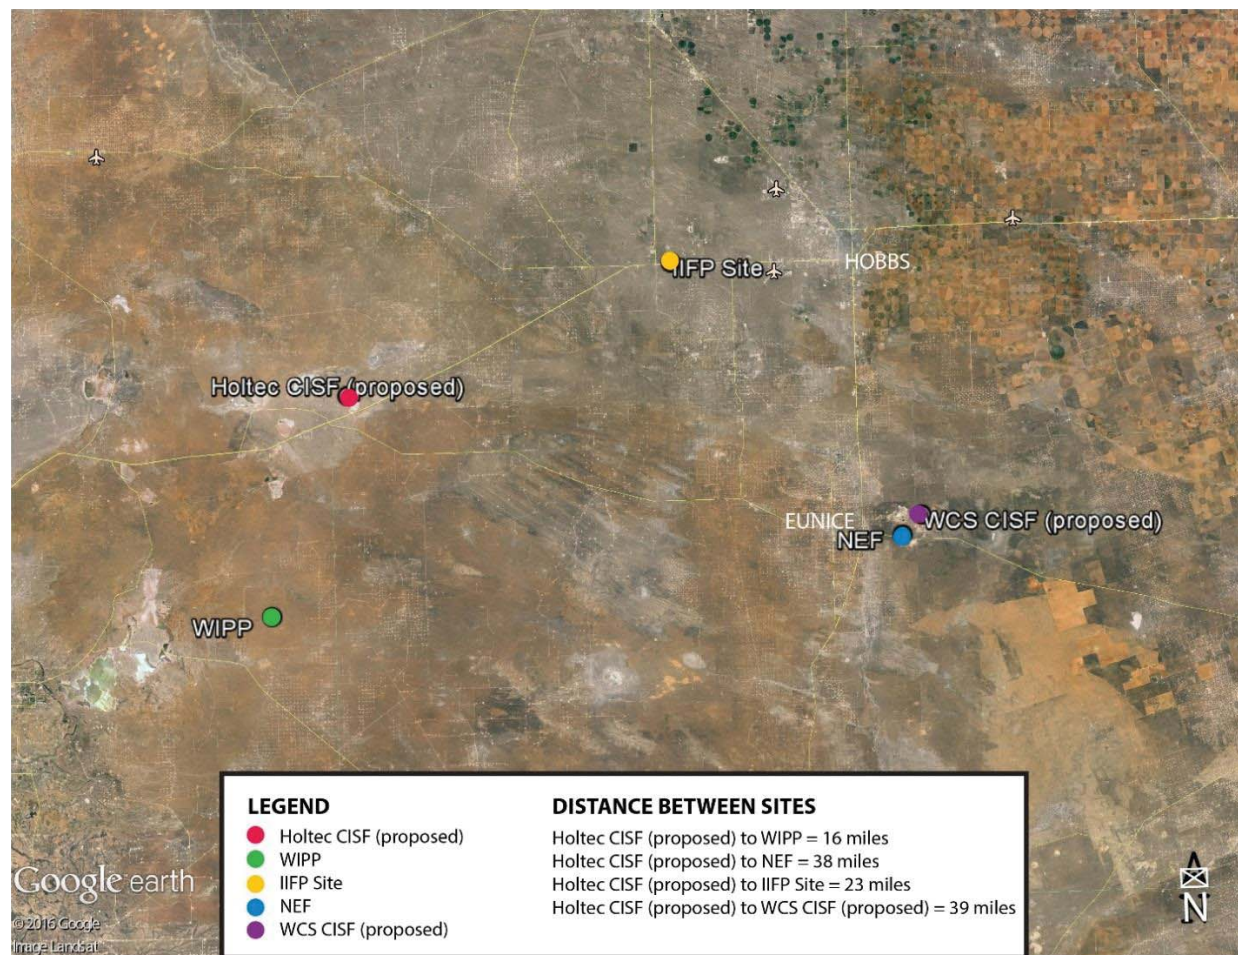 IIFP Site
HOBBS
Holtec CISF (proposed)
EUNICE
WCS CISF (proposed)
NEF
WIPP
LEGEND
Holtec CISF (proposed)
WIPP
IIFP Site
NEF
WCS CISF (proposed)
DISTANCE BETWEEN SITES
Holtec CISF (proposed) to WIPP = 16 miles
Holtec CISF (proposed) to NEF = 38 miles
Holtec CISF (proposed) to IIFP Site = 23 miles
Holtec CISF (proposed) to WCS CISF (proposed) = 39 miles
Google earth
© 2016 Google
Image Landsat
N